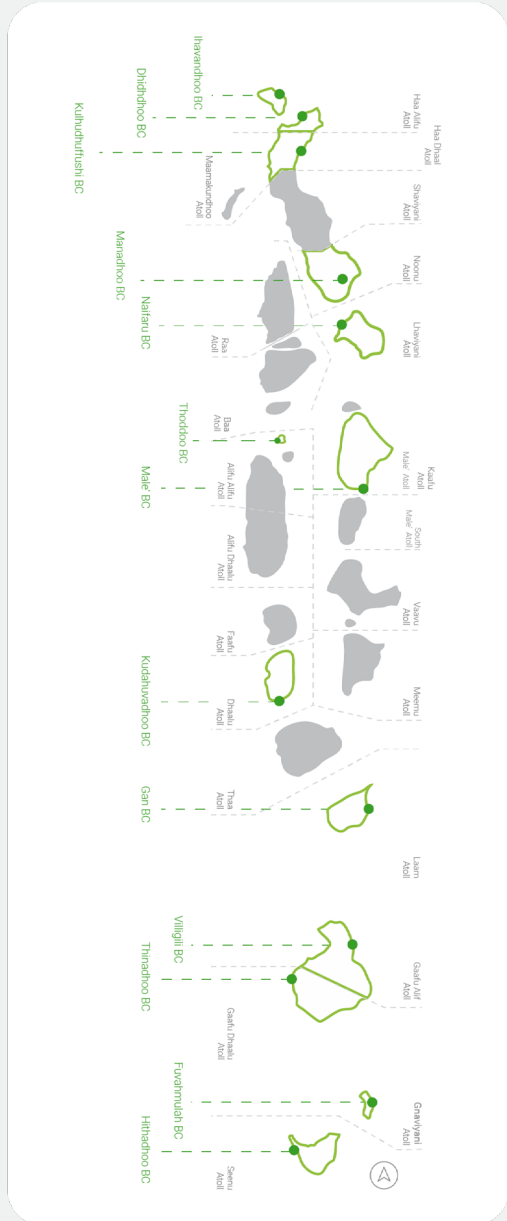 Ihavandhoo BC
Dhidhdhoo BC
Kulhudhuffushi BC
Manadhoo BC
Naifaru BC
Thoddoo BC
Male' BC
Kudahuvadhoo BC
Gan BC
Villigili BC
Thinadhoo BC
Fuvahmulah BC
Hithadhoo BC
Haa Alifu
Atoll
Haa Dhaal
Atoll
Shaviyani
Atoll
Maamakundhoo
Atoll
Noonu
Atoll
Raa
Atoll
Lhaviyani
Atoll
Baa
Atoll
Kaafu
Atoll
Male' Atoll
Alifu Alifu
Atoll
South
Male' Atoll
Alifu Dhaalu
Atoll
Vaavu
Atoll
Faafu
Atoll
Meemu
Atoll
Dhaalu
Atoll
Thaa
Atoll
Laam
Atoll
Gaafu Alif
Atoll
Gaafu Dhaalu
Atoll
Gnaviyani
Atoll
Seenu
Atoll